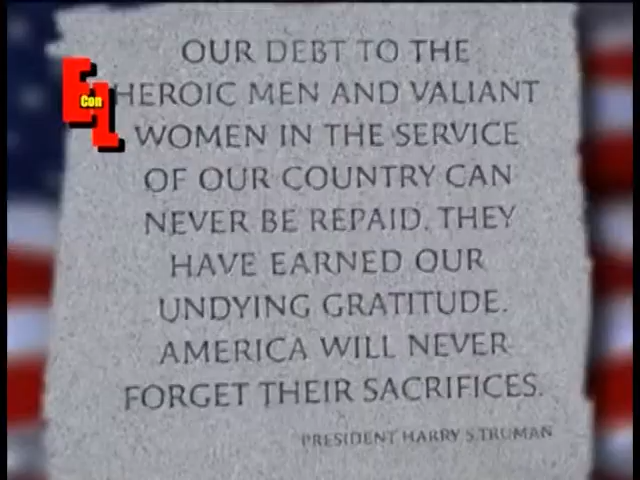 OUR DEBT TO THE
HEROIC MEN AND VALIANT
WOMEN IN THE SERVICE
OF OUR COUNTRY CAN
NEVER BE REPAID. THEY
HAVE EARNED OUR
UNDYING GRATITUDE.
AMERICA WILL NEVER
FORGET THEIR SACRIFICES.
PRESIDENT HARRY S. TRUMAN
E Con I